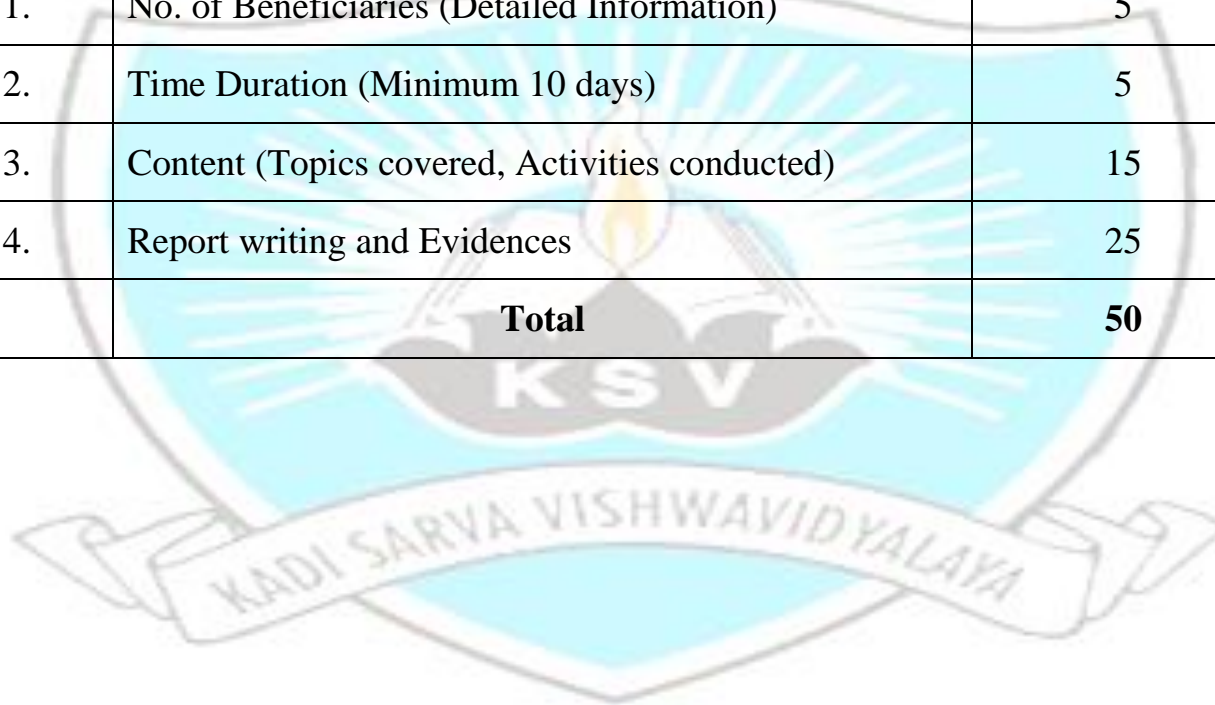 1. No. of Beneficiaries (Detailed Information) 5
2. Time Duration (Minimum 10 days) 5
3. Content (Topics covered, Activities conducted) 15
4. Report writing and Evidences 25
Total 50
KSV
KADI SARVA VISHWAVIDYALAYA